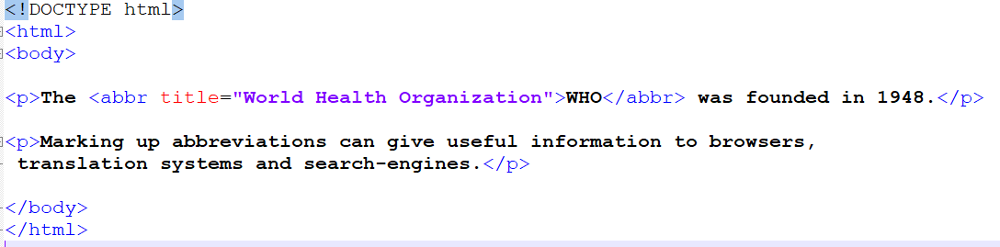 <!DOCTYPE html>
<html>
<body>
<p>The <abbr title="World Health Organization">WHO</abbr> was founded in 1948.</p>
<p>Marking up abbreviations can give useful information to browsers,
translation systems and search-engines.</p>
</body>
</html>